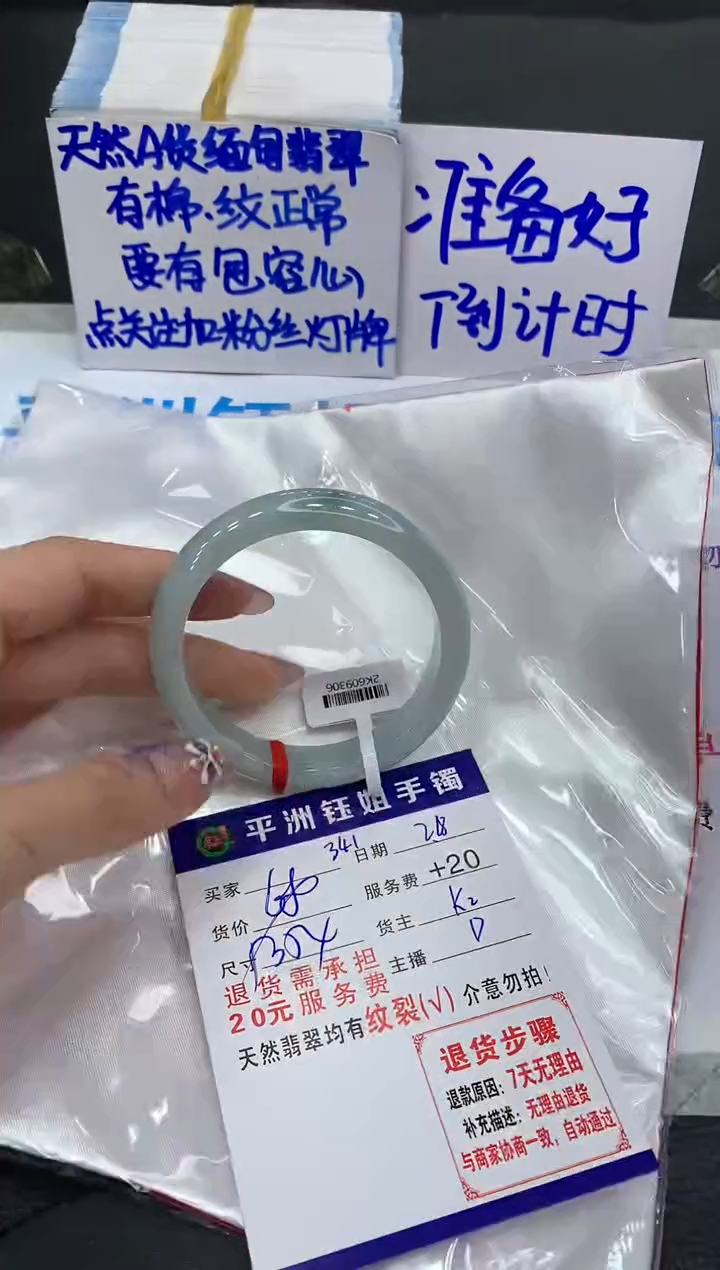 天然A货缅甸翡翠
有棉、纹正常
要有包容心
点关注加粉丝灯牌
准备好
倒计时
2K609306
平洲钰姐手镯
341
日期 2.8
买家
服务费 +20
货价
货主 K2
尺寸
主播 D
退货需承担
20元服务费
天然翡翠均有纹裂(√) 介意勿拍!
退货步骤
退款原因:7天无理由
补充描述:无理由退货
与商家协商一致,自动通过